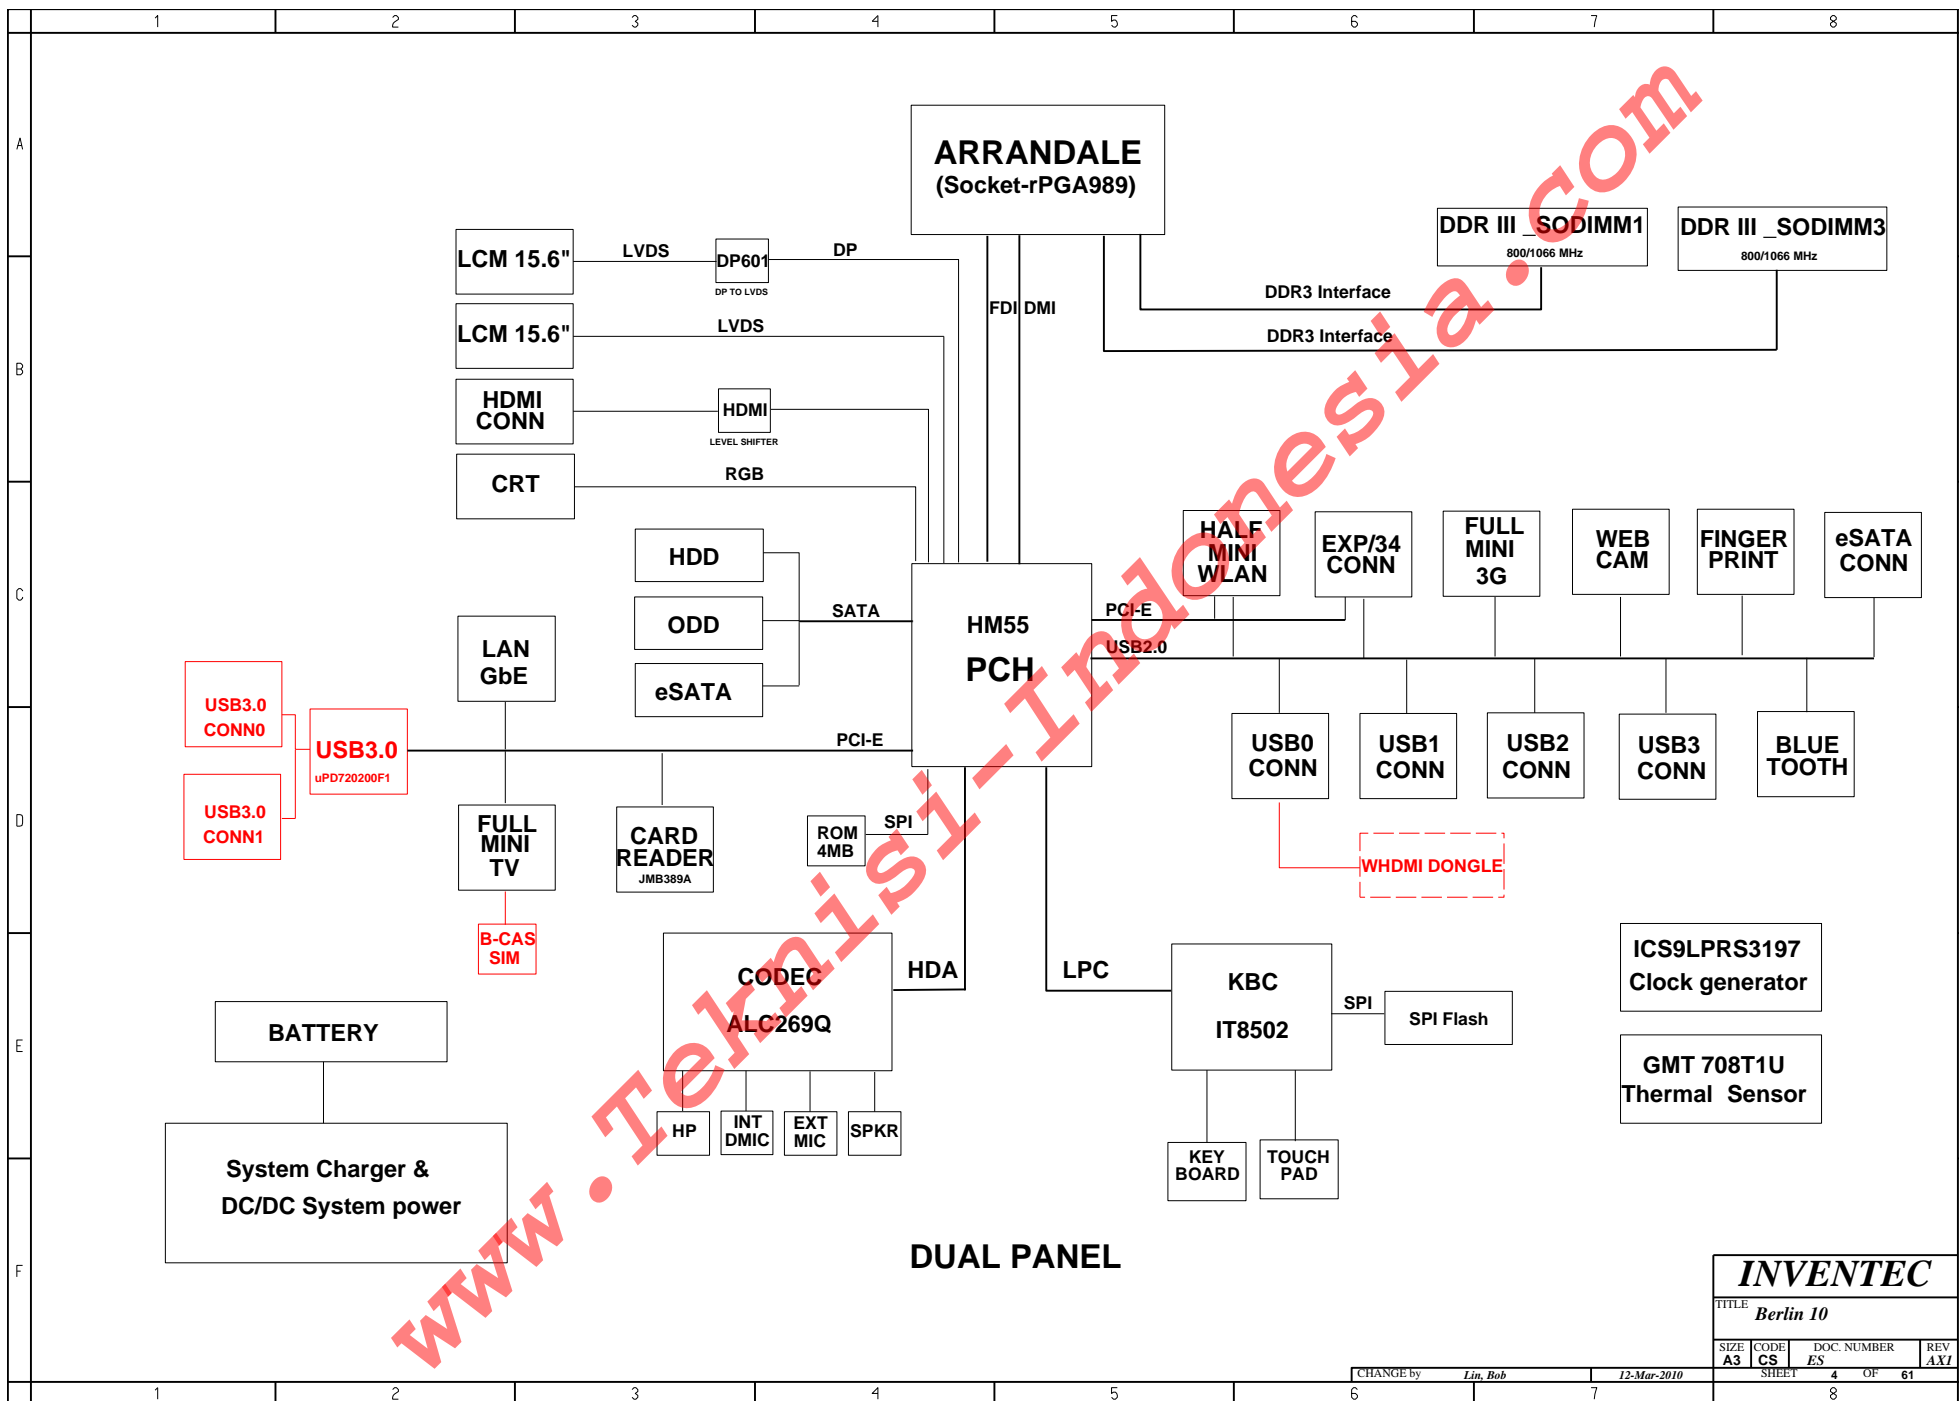 1 2 3 4 5 6 7 8
A
B
C
D
E
F
ARRANDALE
(Socket-rPGA989)
DDR III _SODIMM1
800/1066 MHz
DDR III _SODIMM3
800/1066 MHz
LCM 15.6"
LVDS
DP601
DP TO LVDS
DP
FDI
DMI
DDR3 Interface
DDR3 Interface
LCM 15.6"
LVDS
HDMI
CONN
HDMI
LEVEL SHIFTER
CRT
RGB
HDD
ODD
eSATA
SATA
HM55
PCH
HALF
MINI
WLAN
EXP/34
CONN
FULL
MINI
3G
WEB
CAM
FINGER
PRINT
eSATA
CONN
PCI-E
USB2.0
LAN
GbE
USB3.0
CONN0
USB3.0
uPD720200F1
USB3.0
CONN1
PCI-E
USB0
CONN
USB1
CONN
USB2
CONN
USB3
CONN
BLUE
TOOTH
FULL
MINI
TV
CARD
READER
JMB389A
ROM
4MB
SPI
WHDMI DONGLE
B-CAS
SIM
CODEC
ALC269Q
HDA
LPC
KBC
IT8502
SPI
SPI Flash
ICS9LPRS3197
Clock generator
GMT 708T1U
Thermal Sensor
BATTERY
System Charger &
DC/DC System power
HP
INT
DMIC
EXT
MIC
SPKR
KEY
BOARD
TOUCH
PAD
DUAL PANEL
www.Teknisi-Indonesia.com
INVENTEC
TITLE
Berlin 10
SIZE CODE DOC. NUMBER REV
A3 CS ES AX1
CHANGE by Lin, Bob 12-Mar-2010 SHEET 4 OF 61
1 2 3 4 5 6 7 8